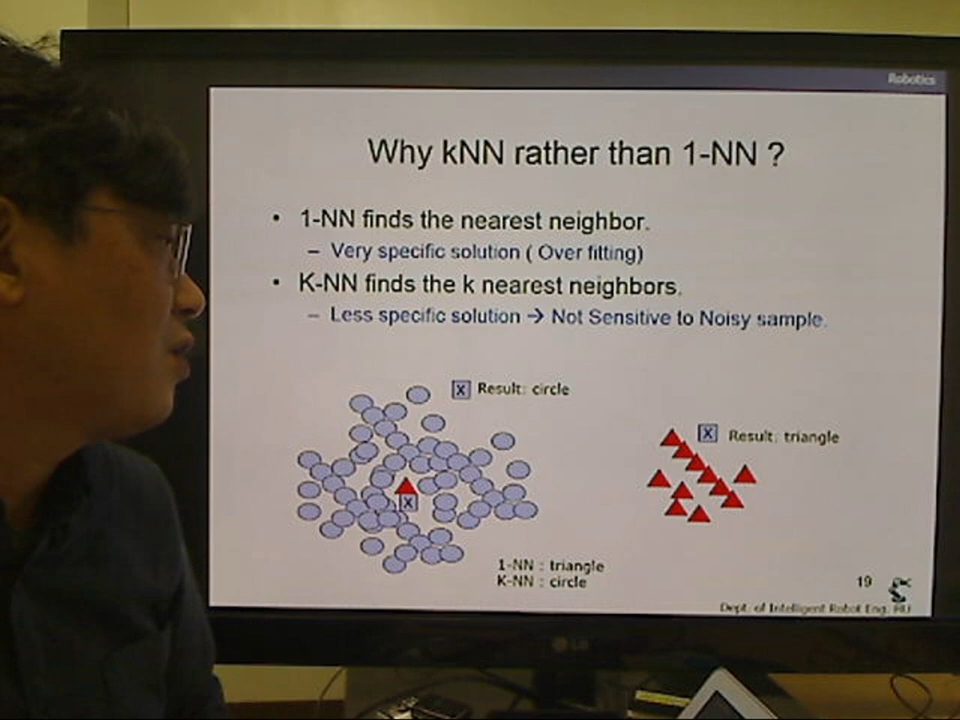 Robotics
Why kNN rather than 1-NN ?
• 1-NN finds the nearest neighbor.
– Very specific solution ( Over fitting)
• K-NN finds the k nearest neighbors.
– Less specific solution → Not Sensitive to Noisy sample.
X Result: circle
X Result: triangle
X
1-NN : triangle
K-NN : circle
19
Dept. of Intelligent Robot Eng. HU
LG